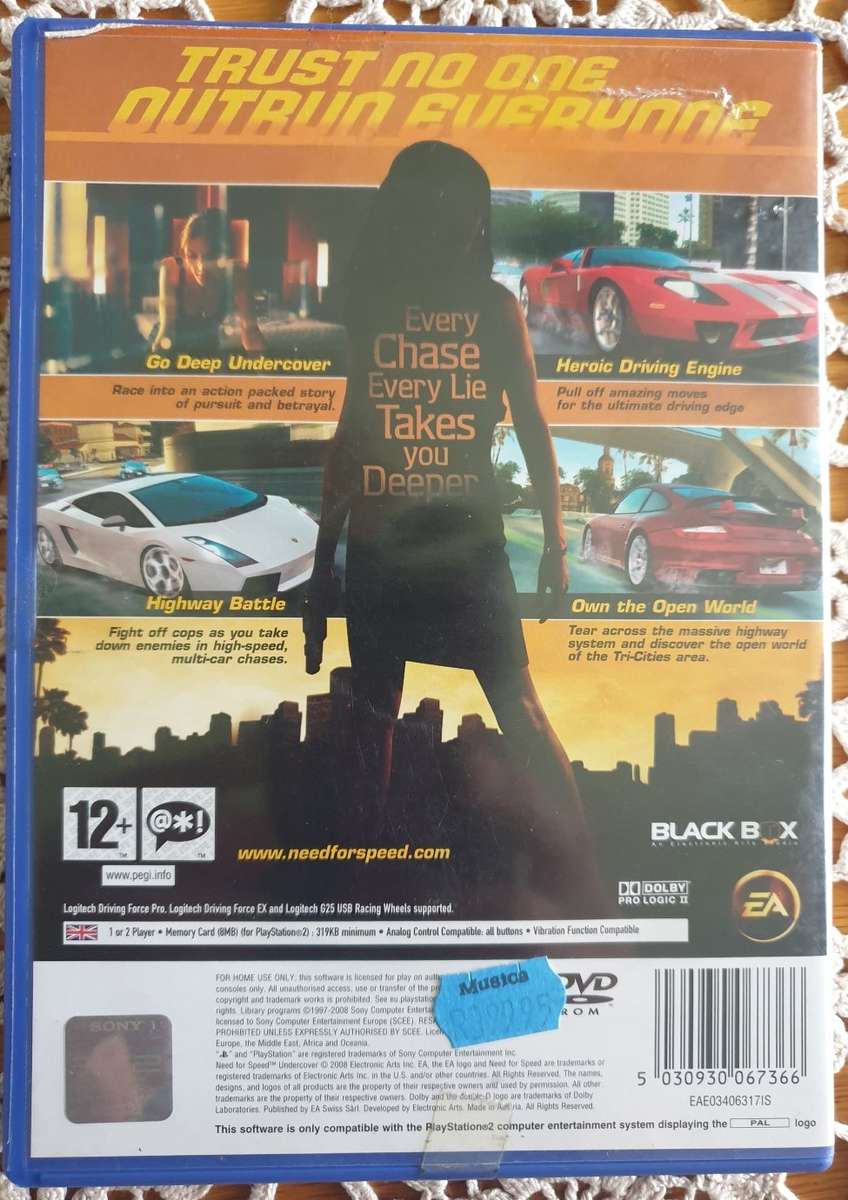 TRUST NO ONE
OUTRUN EVERYONE
Every
Chase
Every Lie
Takes
you
Deeper
Go Deep Undercover
Race into an action packed story
of pursuit and betrayal.
Heroic Driving Engine
Pull off amazing moves
for the ultimate driving edge
Highway Battle
Fight off cops as you take
down enemies in high-speed,
multi-car chases.
Own the Open World
Tear across the massive highway
system and discover the open world
of the Tri-Cities area.
12+
@*!
www.pegi.info
www.needforspeed.com
BLACK BOX
An Electronic Arts Studio
DOLBY
PRO LOGIC II
EA
Logitech Driving Force Pro, Logitech Driving Force EX and Logitech G25 USB Racing Wheels supported.
1 or 2 Player • Memory Card (8MB) (for PlayStation®2) : 319KB minimum • Analog Control Compatible: all buttons • Vibration Function Compatible
FOR HOME USE ONLY: this software is licensed for play on
consoles only. All unauthorised access, use or transfer of the
copyright and trademark works is prohibited. See eu.playstation
rights. Library programs ©1997-2008 Sony Computer
licensed to Sony Computer Entertainment Europe (SCEE).
PROHIBITED UNLESS EXPRESSLY AUTHORISED BY SCEE.
Europe, the Middle East, Africa and Oceania.
"PlayStation" are registered trademarks of Sony Computer Entertainment Inc.
Need for Speed™ Undercover © 2008 Electronic Arts Inc. EA, the EA logo and Need for Speed are trademarks or
registered trademarks of Electronic Arts Inc. in the U.S. and/or other countries. All Rights Reserved. The names,
designs, and logos of all products are the property of their respective owners and used by permission. All other
trademarks are the property of their respective owners. Dolby and the double-D logo are trademarks of Dolby
Laboratories. Published by EA Swiss Sàrl. Developed by Electronic Arts. Made in Austria. All Rights Reserved.
This software is only compatible with the PlayStation®2 computer entertainment system displaying the PAL logo
Musica
DVD
ROM
SONY
5 030930 067366
EAE03406317IS